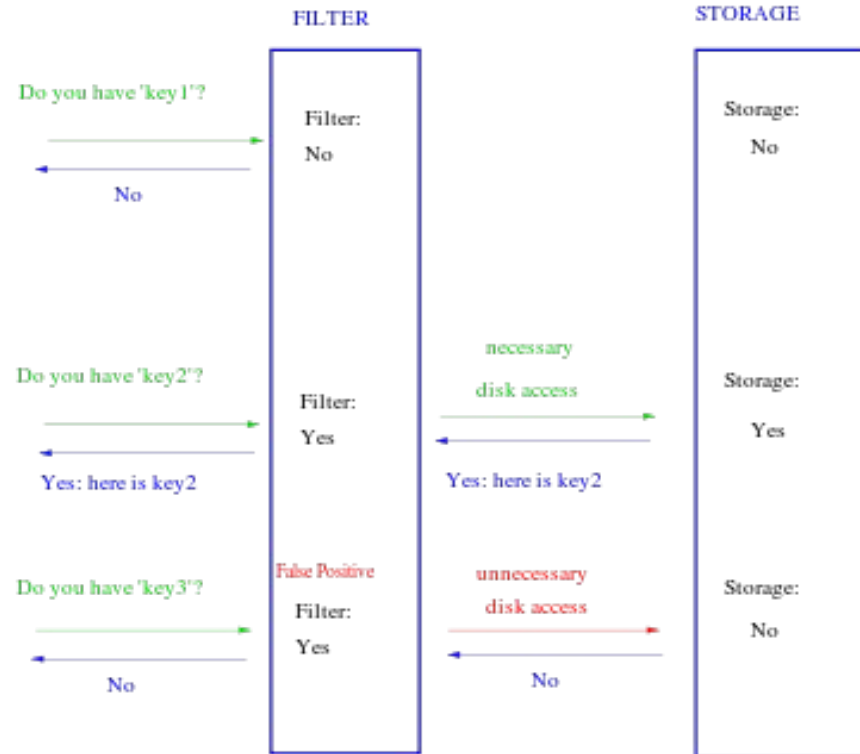 FILTER
STORAGE
Do you have 'key1'?
Filter:
No
No
Storage:
No
Do you have 'key2'?
Filter:
Yes
Yes: here is key2
necessary
disk access
Yes: here is key2
Storage:
Yes
Do you have 'key3'?
False Positive
Filter:
Yes
No
unnecessary
disk access
No
Storage:
No